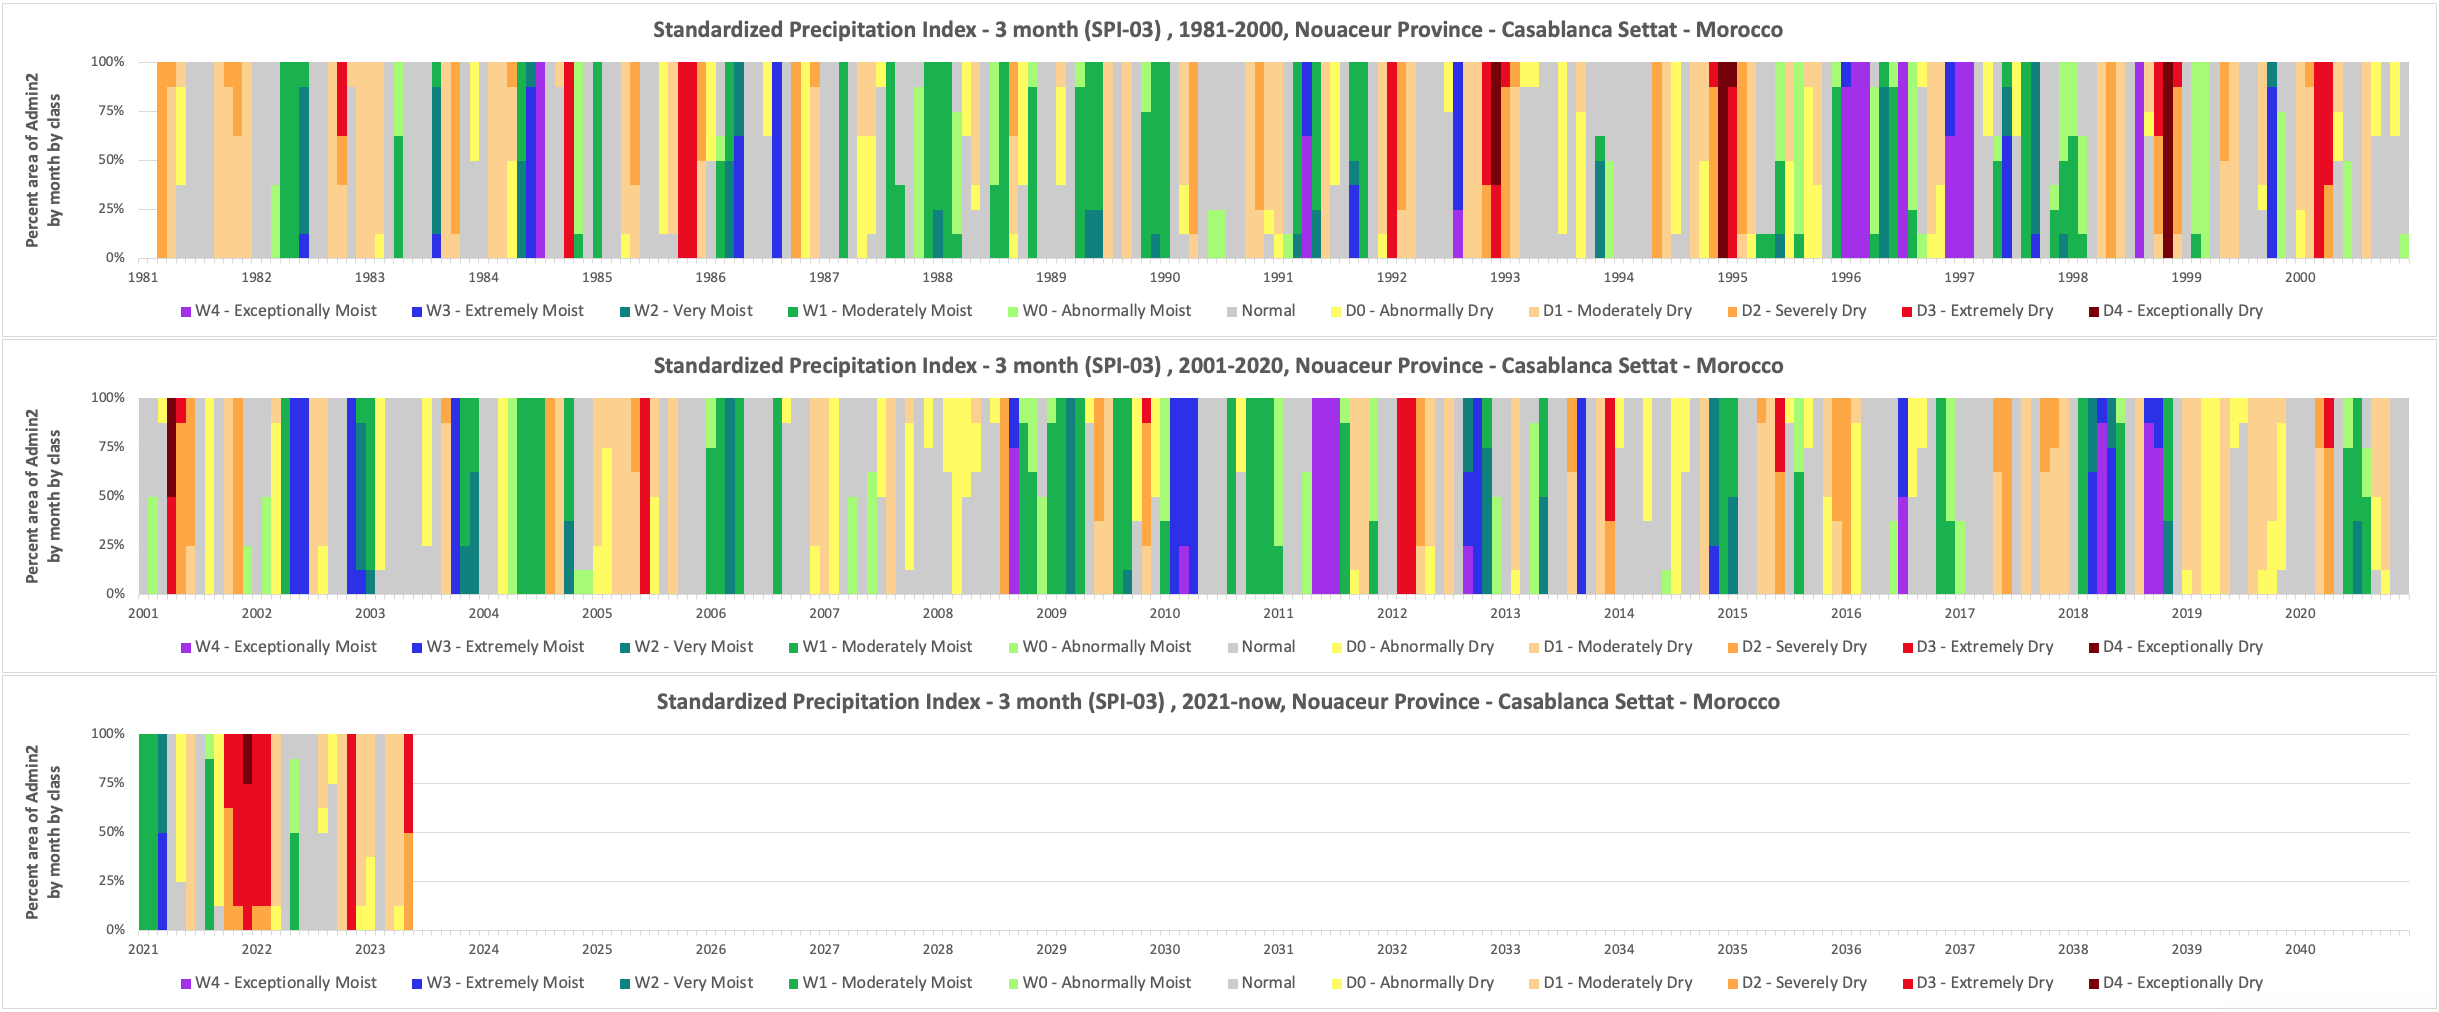 Standardized Precipitation Index - 3 month (SPI-03) , 1981-2000, Nouaceur Province - Casablanca Settat - Morocco
Percent area of Admin2
by month by class
100%
75%
50%
25%
0%
1981 1982 1983 1984 1985 1986 1987 1988 1989 1990 1991 1992 1993 1994 1995 1996 1997 1998 1999 2000
W4 - Exceptionally Moist W3 - Extremely Moist W2 - Very Moist W1 - Moderately Moist W0 - Abnormally Moist Normal D0 - Abnormally Dry D1 - Moderately Dry D2 - Severely Dry D3 - Extremely Dry D4 - Exceptionally Dry
Standardized Precipitation Index - 3 month (SPI-03) , 2001-2020, Nouaceur Province - Casablanca Settat - Morocco
Percent area of Admin2
by month by class
100%
75%
50%
25%
0%
2001 2002 2003 2004 2005 2006 2007 2008 2009 2010 2011 2012 2013 2014 2015 2016 2017 2018 2019 2020
W4 - Exceptionally Moist W3 - Extremely Moist W2 - Very Moist W1 - Moderately Moist W0 - Abnormally Moist Normal D0 - Abnormally Dry D1 - Moderately Dry D2 - Severely Dry D3 - Extremely Dry D4 - Exceptionally Dry
Standardized Precipitation Index - 3 month (SPI-03) , 2021-now, Nouaceur Province - Casablanca Settat - Morocco
Percent area of Admin2
by month by class
100%
75%
50%
25%
0%
2021 2022 2023 2024 2025 2026 2027 2028 2029 2030 2031 2032 2033 2034 2035 2036 2037 2038 2039 2040
W4 - Exceptionally Moist W3 - Extremely Moist W2 - Very Moist W1 - Moderately Moist W0 - Abnormally Moist Normal D0 - Abnormally Dry D1 - Moderately Dry D2 - Severely Dry D3 - Extremely Dry D4 - Exceptionally Dry